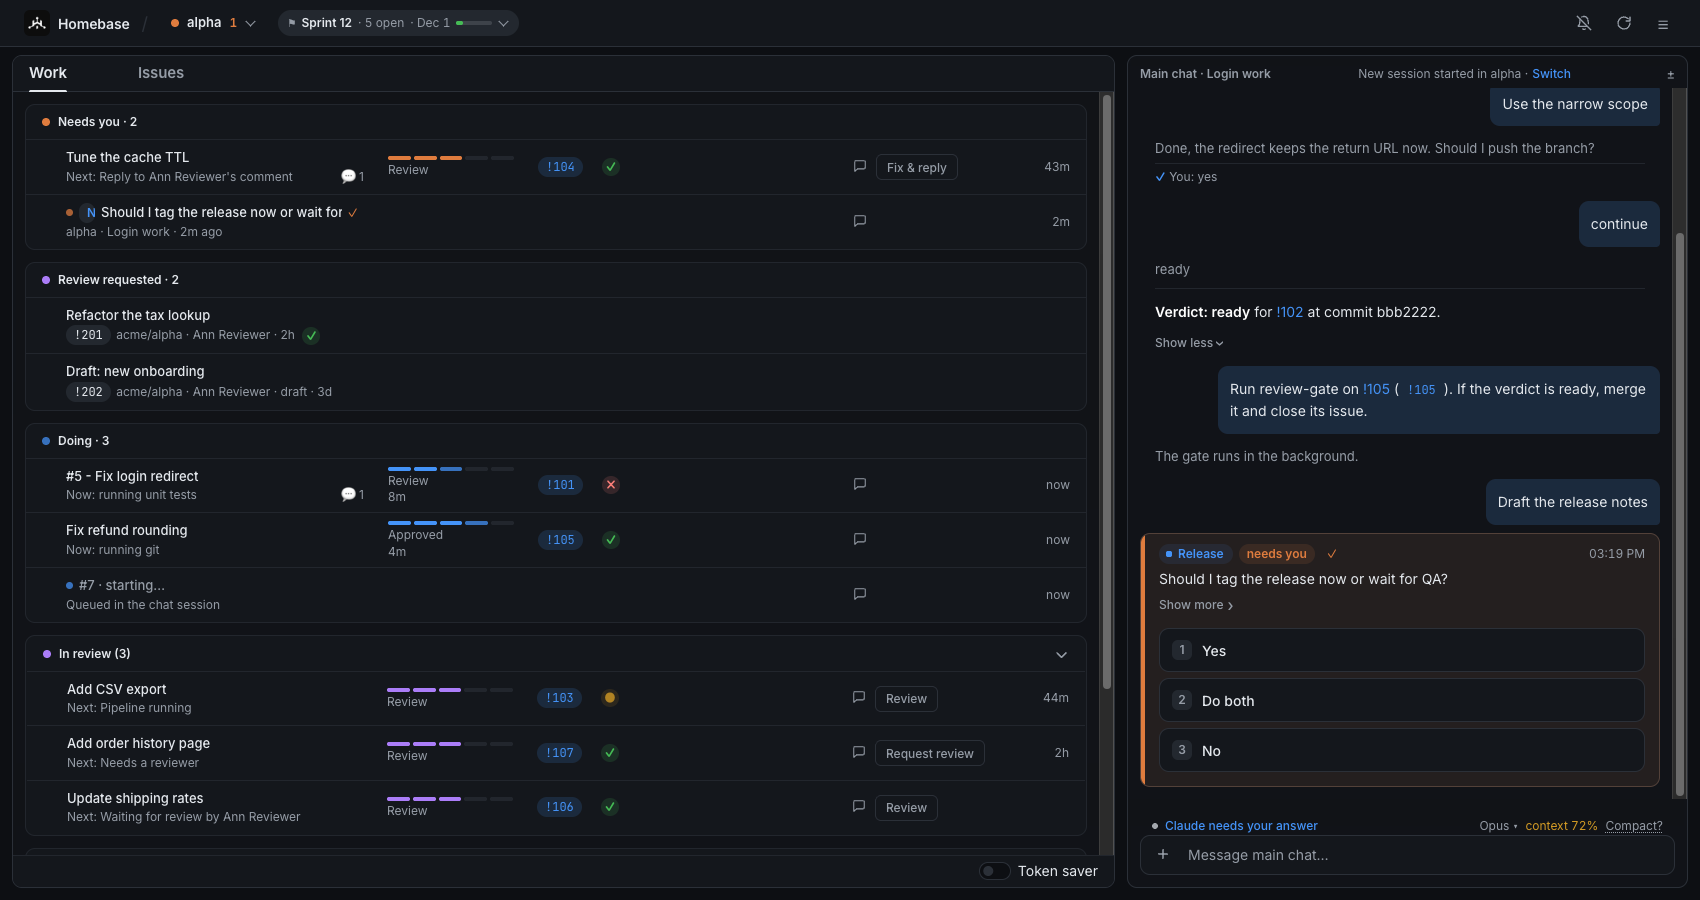 Homebase / alpha 1
Sprint 12 · 5 open · Dec 1
Work
Issues
Needs you · 2
Tune the cache TTL
Next: Reply to Ann Reviewer's comment
1
Review
!104
Fix & reply
43m
N Should I tag the release now or wait for
alpha · Login work · 2m ago
2m
Review requested · 2
Refactor the tax lookup
!201 acme/alpha · Ann Reviewer · 2h
Draft: new onboarding
!202 acme/alpha · Ann Reviewer · draft · 3d
Doing · 3
#5 - Fix login redirect
Now: running unit tests
1
Review
8m
!101
now
Fix refund rounding
Now: running git
Approved
4m
!105
now
#7 · starting...
Queued in the chat session
now
In review (3)
Add CSV export
Next: Pipeline running
Review
!103
Review
44m
Add order history page
Next: Needs a reviewer
Review
!107
Request review
2h
Update shipping rates
Next: Waiting for review by Ann Reviewer
Review
!106
Review
Token saver
Main chat · Login work
New session started in alpha · Switch
Use the narrow scope
Done, the redirect keeps the return URL now. Should I push the branch?
✓ You: yes
continue
ready
Verdict: ready for !102 at commit bbb2222.
Show less
Run review-gate on !105 ( !105 ). If the verdict is ready, merge
it and close its issue.
The gate runs in the background.
Draft the release notes
Release needs you ✓ 03:19 PM
Should I tag the release now or wait for QA?
Show more
1 Yes
2 Do both
3 No
Claude needs your answer
Opus · context 72% Compact?
+ Message main chat...